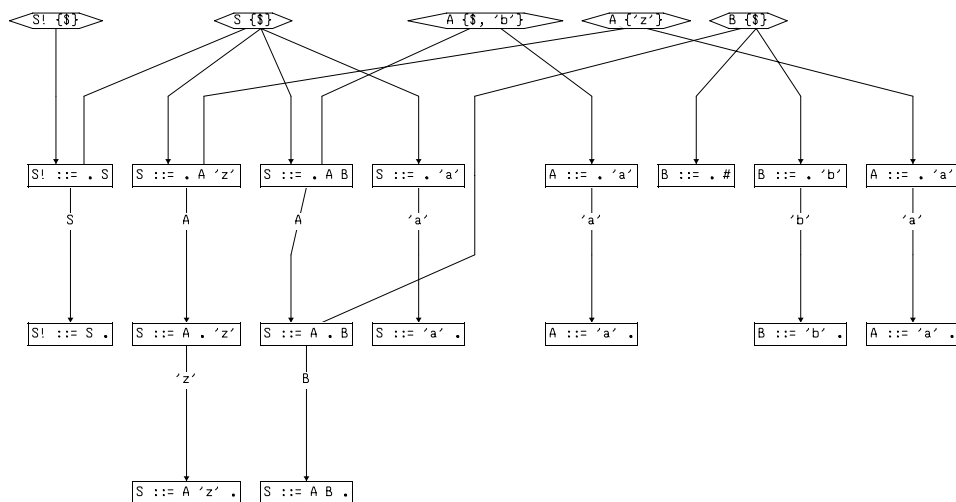 S! {$}
S {$}
A {$, 'b'}
A {'z'}
B {$}
S! ::= . S
S ::= . A 'z'
S ::= . A B
S ::= . 'a'
A ::= . 'a'
B ::= . #
B ::= . 'b'
A ::= . 'a'
S
A
A
'a'
'a'
'b'
'a'
S! ::= S .
S ::= A . 'z'
S ::= A . B
S ::= 'a' .
A ::= 'a' .
B ::= 'b' .
A ::= 'a' .
'z'
B
S ::= A 'z' .
S ::= A B .